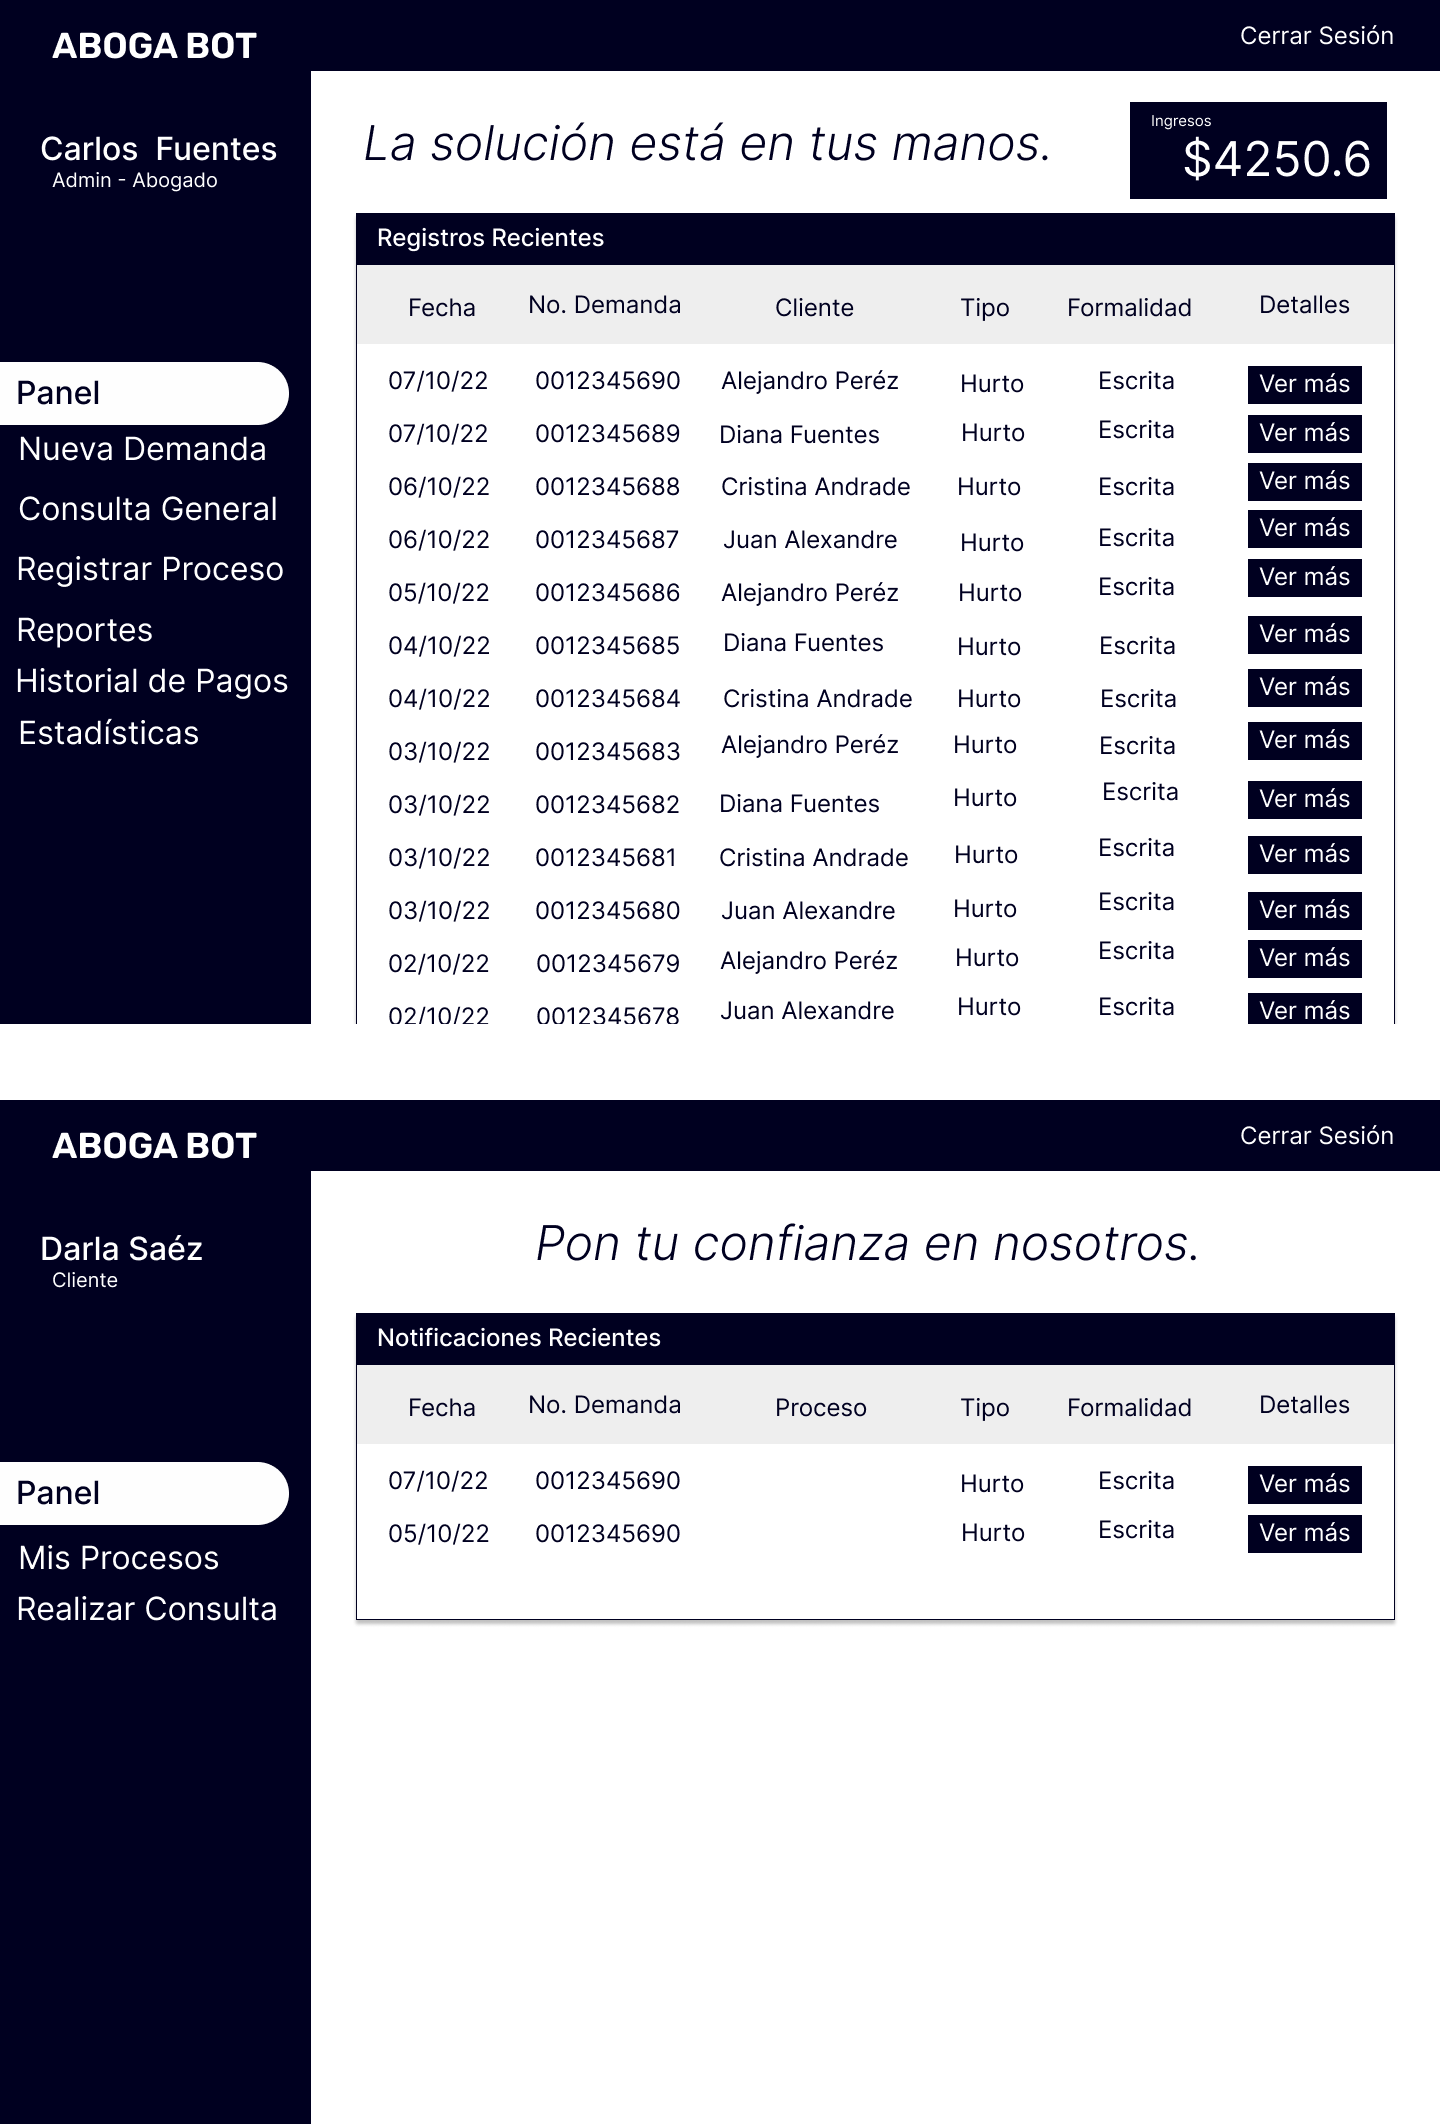 ABOGA BOT
Cerrar Sesión
Carlos  Fuentes
Admin - Abogado
La solución está en tus manos.
Ingresos
$4250.6
Panel
Nueva Demanda
Consulta General
Registrar Proceso
Reportes
Historial de Pagos
Estadísticas
Registros Recientes
Fecha No. Demanda Cliente Tipo Formalidad Detalles
07/10/22 0012345690 Alejandro Peréz Hurto Escrita Ver más
07/10/22 0012345689 Diana Fuentes Hurto Escrita Ver más
06/10/22 0012345688 Cristina Andrade Hurto Escrita Ver más
06/10/22 0012345687 Juan Alexandre Hurto Escrita Ver más
05/10/22 0012345686 Alejandro Peréz Hurto Escrita Ver más
04/10/22 0012345685 Diana Fuentes Hurto Escrita Ver más
04/10/22 0012345684 Cristina Andrade Hurto Escrita Ver más
03/10/22 0012345683 Alejandro Peréz Hurto Escrita Ver más
03/10/22 0012345682 Diana Fuentes Hurto Escrita Ver más
03/10/22 0012345681 Cristina Andrade Hurto Escrita Ver más
03/10/22 0012345680 Juan Alexandre Hurto Escrita Ver más
02/10/22 0012345679 Alejandro Peréz Hurto Escrita Ver más
02/10/22 0012345678 Juan Alexandre Hurto Escrita Ver más
ABOGA BOT
Cerrar Sesión
Darla Saéz
Cliente
Pon tu confianza en nosotros.
Panel
Mis Procesos
Realizar Consulta
Notificaciones Recientes
Fecha No. Demanda Proceso Tipo Formalidad Detalles
07/10/22 0012345690 Hurto Escrita Ver más
05/10/22 0012345690 Hurto Escrita Ver más